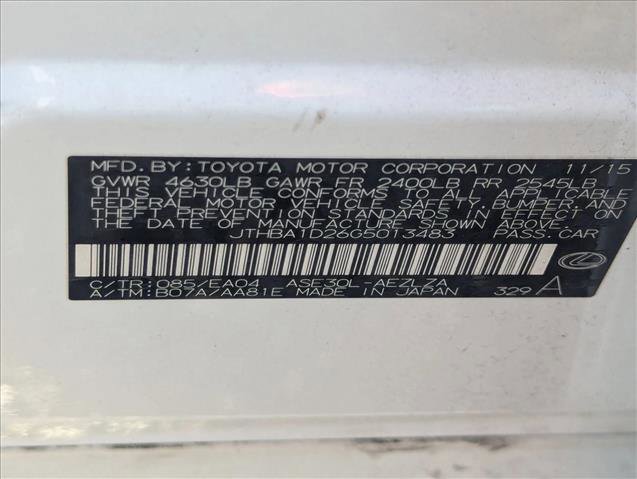 MFD. BY: TOYOTA MOTOR CORPORATION 11/15
GVWR 4630LB GAWR FR 2400LB RR 2545LB
THIS VEHICLE CONFORMS TO ALL APPLICABLE
FEDERAL MOTOR VEHICLE SAFETY, BUMPER, AND
THEFT PREVENTION STANDARDS IN EFFECT ON
THE DATE OF MANUFACTURE SHOWN ABOVE.
JTHBA1D26G5013483 PASS.CAR
C/TR:085/EA04 ASE30L-AEZLZA
A/TM:B07A/AA81E MADE IN JAPAN 329 A